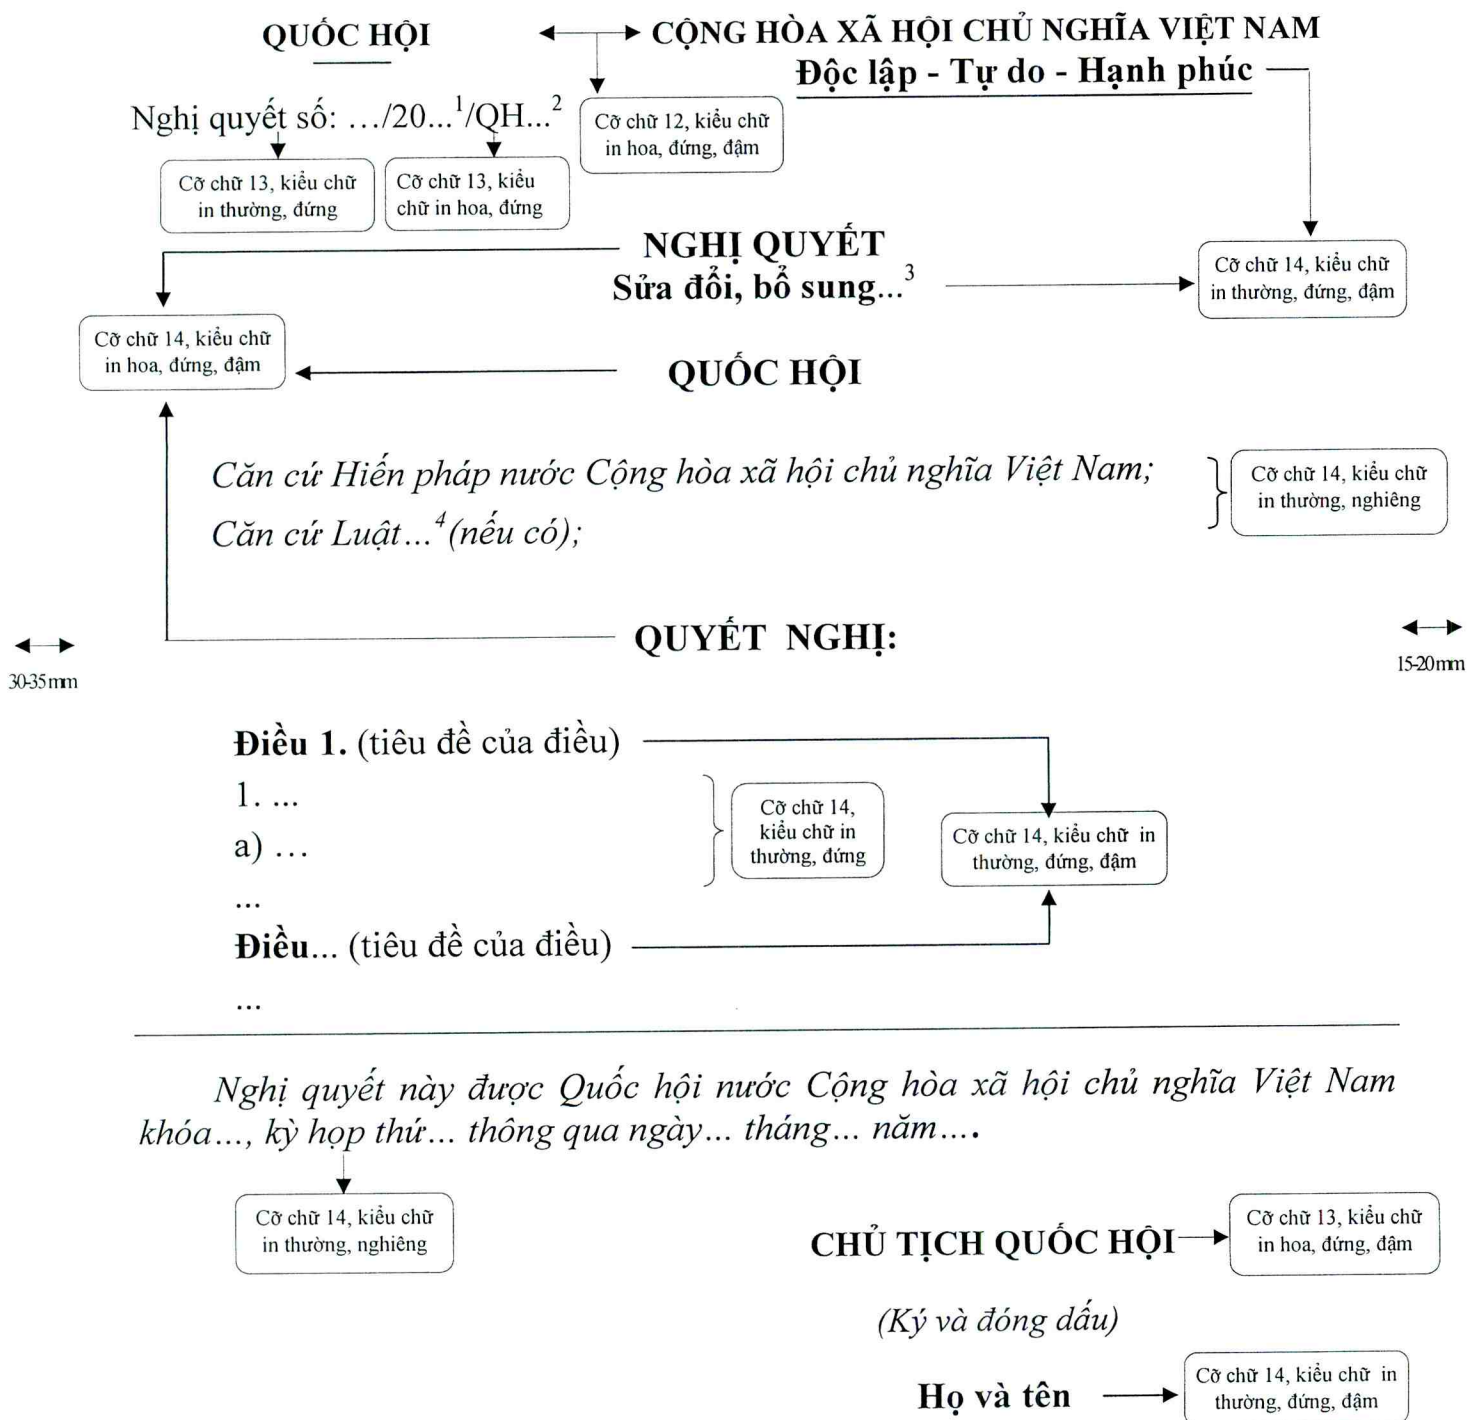 QUỐC HỘI
CỘNG HÒA XÃ HỘI CHỦ NGHĨA VIỆT NAM
Độc lập - Tự do - Hạnh phúc
Nghị quyết số: .../20...¹/QH...²
Cỡ chữ 12, kiểu chữ
in hoa, đứng, đậm
Cỡ chữ 13, kiểu chữ
in thường, đứng
Cỡ chữ 13, kiểu
chữ in hoa, đứng
NGHỊ QUYẾT
Sửa đổi, bổ sung...³
Cỡ chữ 14, kiểu chữ
in thường, đứng, đậm
Cỡ chữ 14, kiểu chữ
in hoa, đứng, đậm
QUỐC HỘI
Căn cứ Hiến pháp nước Cộng hòa xã hội chủ nghĩa Việt Nam;
Căn cứ Luật...⁴(nếu có);
Cỡ chữ 14, kiểu chữ
in thường, nghiêng
QUYẾT NGHỊ:
30-35mm
15-20mm
Điều 1. (tiêu đề của điều)
1. ...
a) ...
...
Cỡ chữ 14,
kiểu chữ in
thường, đứng
Cỡ chữ 14, kiểu chữ in
thường, đứng, đậm
Điều... (tiêu đề của điều)
...
Nghị quyết này được Quốc hội nước Cộng hòa xã hội chủ nghĩa Việt Nam
khóa..., kỳ họp thứ... thông qua ngày... tháng... năm....
Cỡ chữ 14, kiểu chữ
in thường, nghiêng
CHỦ TỊCH QUỐC HỘI
Cỡ chữ 13, kiểu chữ
in hoa, đứng, đậm
(Ký và đóng dấu)
Họ và tên
Cỡ chữ 14, kiểu chữ in
thường, đứng, đậm